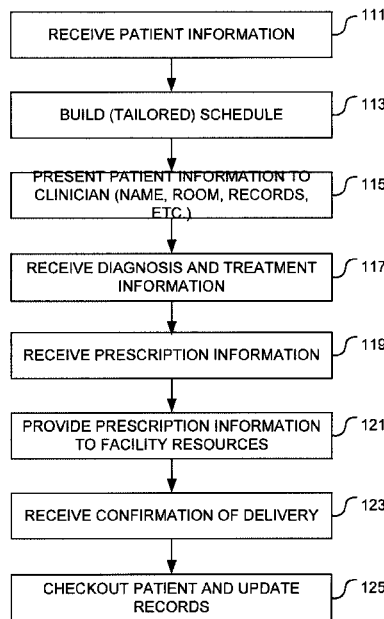 RECEIVE PATIENT INFORMATION
111
BUILD (TAILORED) SCHEDULE
113
PRESENT PATIENT INFORMATION TO
CLINICIAN (NAME, ROOM, RECORDS,
ETC.)
115
RECEIVE DIAGNOSIS AND TREATMENT
INFORMATION
117
RECEIVE PRESCRIPTION INFORMATION
119
PROVIDE PRESCRIPTION INFORMATION
TO FACILITY RESOURCES
121
RECEIVE CONFIRMATION OF DELIVERY
123
CHECKOUT PATIENT AND UPDATE
RECORDS
125